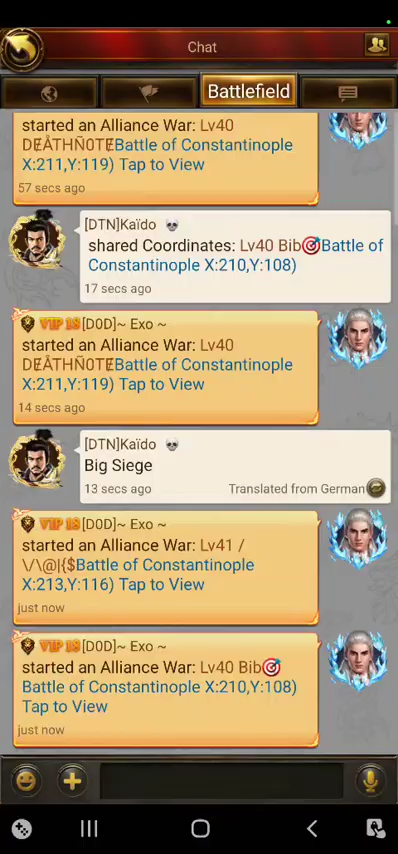 Chat
Battlefield
started an Alliance War: Lv40
DɆÅTHÑ0TɆBattle of Constantinople
X:211,Y:119) Tap to View
57 secs ago
[DTN]Kaïdo 💀
shared Coordinates: Lv40 Bib🎯Battle of
Constantinople X:210,Y:108)
17 secs ago
VIP 18 [D0D]~ Exo ~
started an Alliance War: Lv40
DɆÅTHÑ0TɆBattle of Constantinople
X:211,Y:119) Tap to View
14 secs ago
[DTN]Kaïdo 💀
Big Siege
13 secs ago
Translated from German
VIP 18 [D0D]~ Exo ~
started an Alliance War: Lv41 /
\/\@|{$Battle of Constantinople
X:213,Y:116) Tap to View
just now
VIP 18 [D0D]~ Exo ~
started an Alliance War: Lv40 Bib🎯
Battle of Constantinople X:210,Y:108)
Tap to View
just now